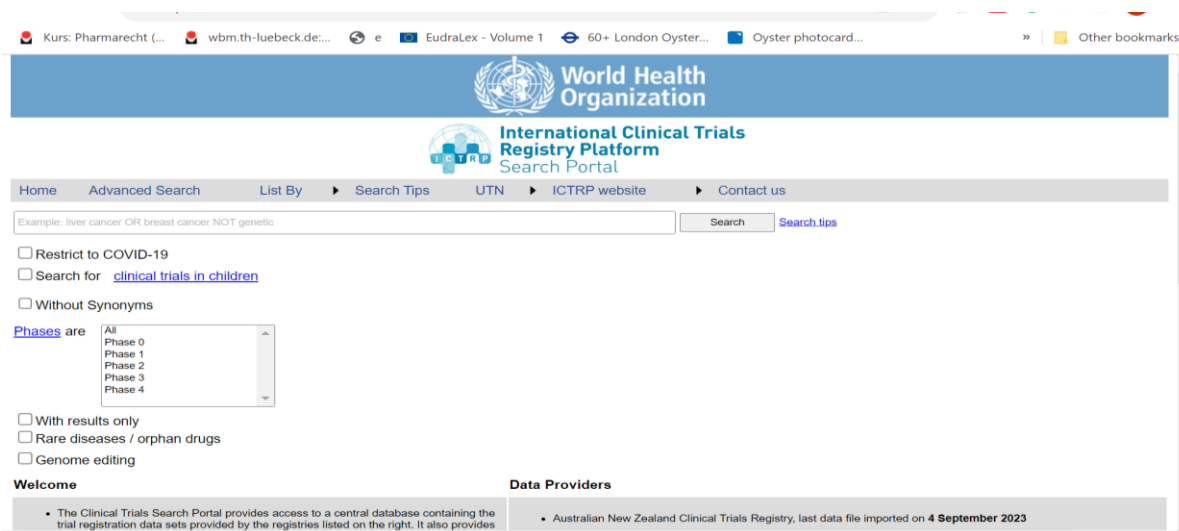 Kurs: Pharmarecht (... wbm.th-luebeck.de:... e EudraLex - Volume 1 60+ London Oyster... Oyster photocard... » Other bookmarks
World Health
Organization
International Clinical Trials
Registry Platform
Search Portal
ICTRP
Home Advanced Search List By Search Tips UTN ICTRP website Contact us
Example: liver cancer OR breast cancer NOT genetic Search Search tips
Restrict to COVID-19
Search for clinical trials in children
Without Synonyms
Phases are
All
Phase 0
Phase 1
Phase 2
Phase 3
Phase 4
With results only
Rare diseases / orphan drugs
Genome editing
Welcome
• The Clinical Trials Search Portal provides access to a central database containing the
trial registration data sets provided by the registries listed on the right. It also provides
Data Providers
• Australian New Zealand Clinical Trials Registry, last data file imported on 4 September 2023